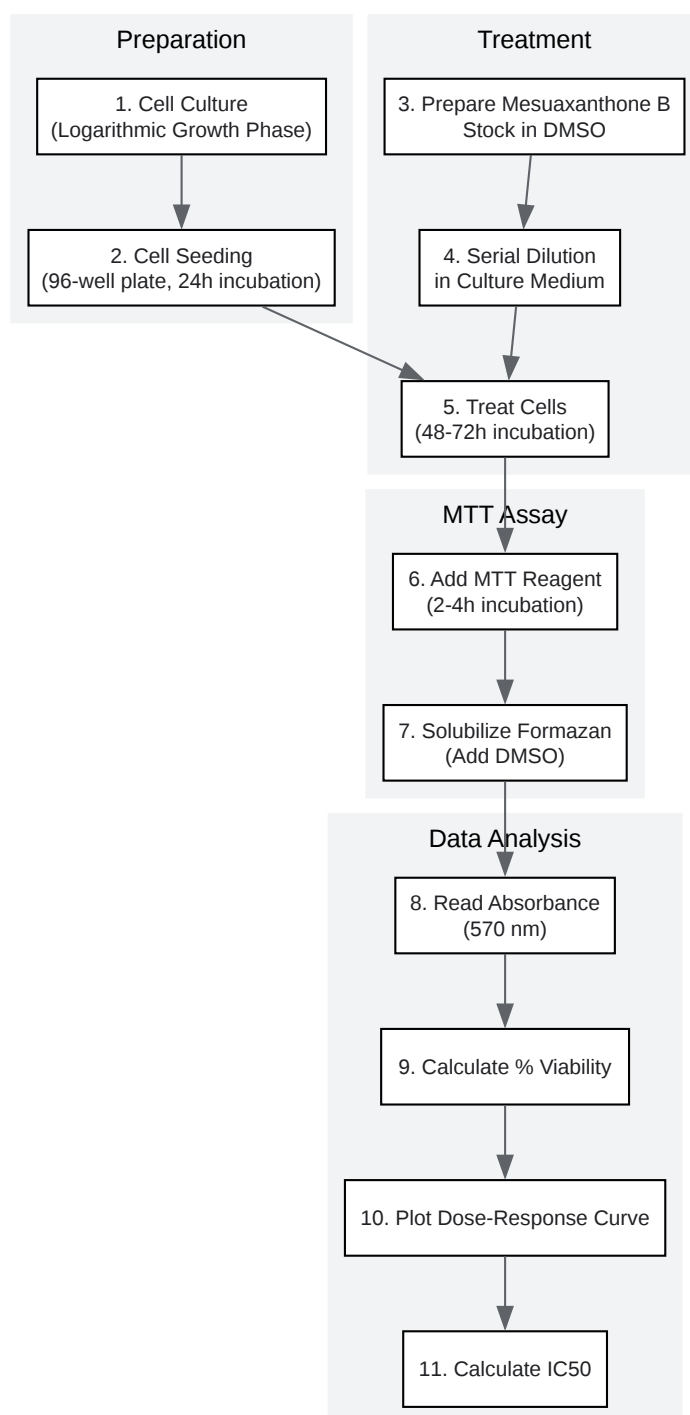 Preparation
1. Cell Culture
(Logarithmic Growth Phase)
2. Cell Seeding
(96-well plate, 24h incubation)
Treatment
3. Prepare Mesuaxanthone B
Stock in DMSO
4. Serial Dilution
in Culture Medium
5. Treat Cells
(48-72h incubation)
MTT Assay
6. Add MTT Reagent
(2-4h incubation)
7. Solubilize Formazan
(Add DMSO)
Data Analysis
8. Read Absorbance
(570 nm)
9. Calculate % Viability
10. Plot Dose-Response Curve
11. Calculate IC50